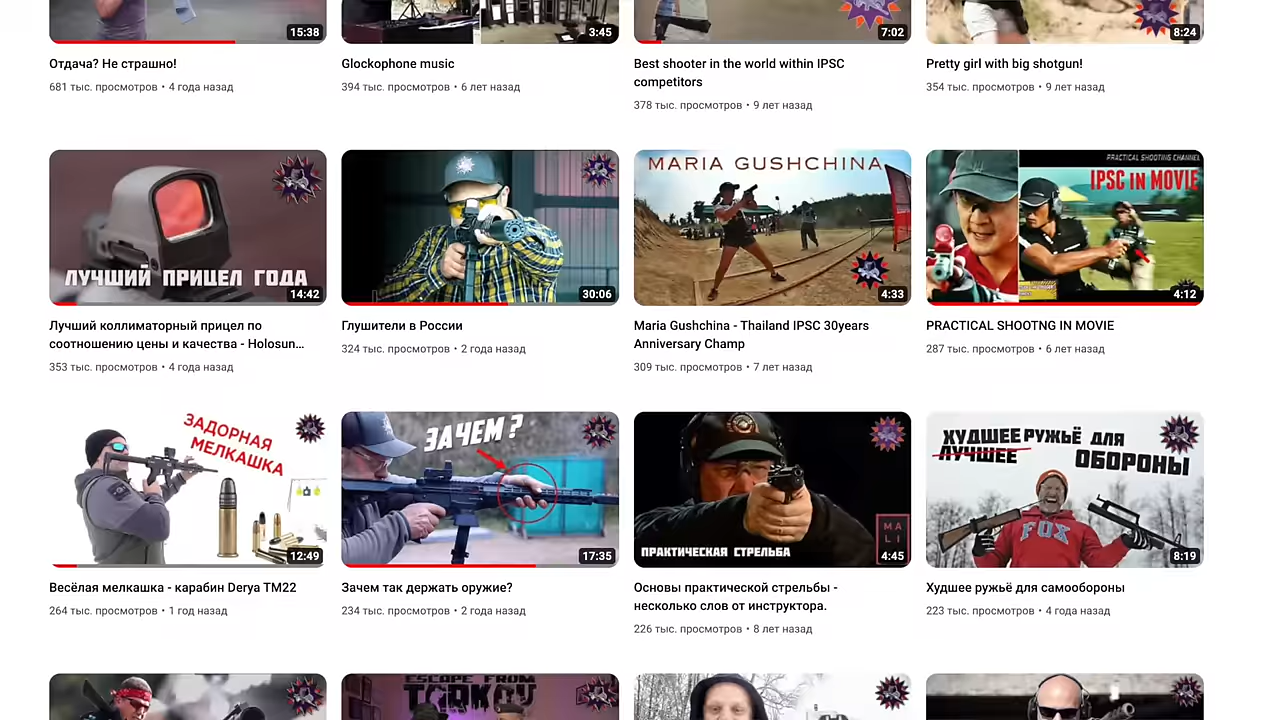 15:38
3:45
7:02
8:24
Отдача? Не страшно!
Glockophone music
Best shooter in the world within IPSC
competitors
Pretty girl with big shotgun!
681 тыс. просмотров • 4 года назад
394 тыс. просмотров • 6 лет назад
378 тыс. просмотров • 9 лет назад
354 тыс. просмотров • 9 лет назад
ЛУЧШИЙ ПРИЦЕЛ ГОДА
14:42
30:06
MARIA GUSHCHINA
4:33
PRACTICAL SHOOTING CHANNEL
IPSC IN MOVIE
4:12
Лучший коллиматорный прицел по
соотношению цены и качества - Holosun...
353 тыс. просмотров • 4 года назад
Глушители в России
324 тыс. просмотров • 2 года назад
Maria Gushchina - Thailand IPSC 30years
Anniversary Champ
309 тыс. просмотров • 7 лет назад
PRACTICAL SHOOTNG IN MOVIE
287 тыс. просмотров • 6 лет назад
ЗАДОРНАЯ
МЕЛКАШКА
12:49
ЗАЧЕМ?
17:35
MA
LI
ПРАКТИЧЕСКАЯ СТРЕЛЬБА
4:45
ХУДШЕЕ РУЖЬЁ ДЛЯ
ЛУЧШЕЕ ОБОРОНЫ
FOX
8:19
Весёлая мелкашка - карабин Derya TM22
264 тыс. просмотров • 1 год назад
Зачем так держать оружие?
234 тыс. просмотров • 2 года назад
Основы практической стрельбы -
несколько слов от инструктора.
226 тыс. просмотров • 8 лет назад
Худшее ружьё для самообороны
223 тыс. просмотров • 4 года назад
ESCAPE FROM
TARKOV